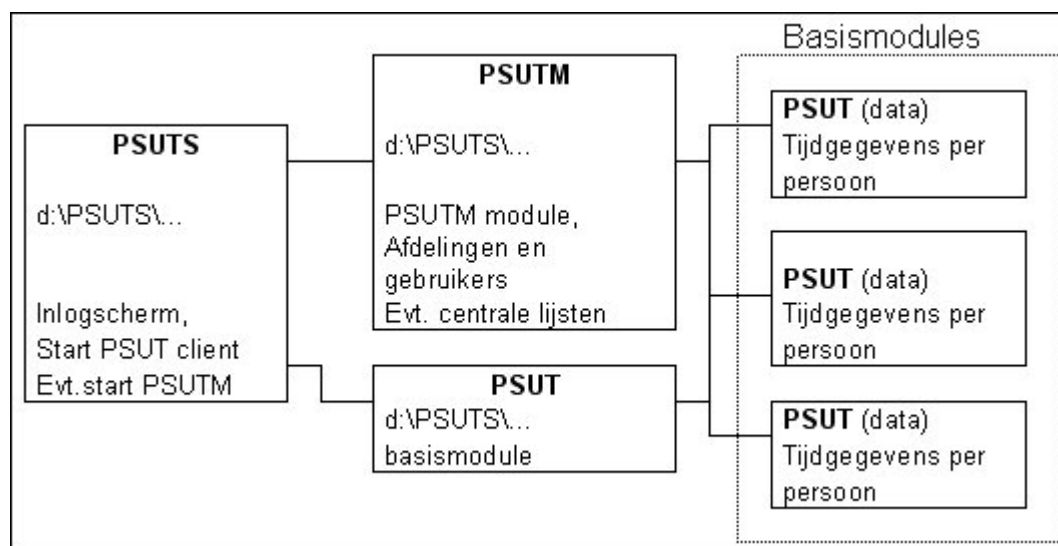 PSUTS
d:\PSUTS\...
Inlogscherm,
Start PSUT client
Evt.start PSUTM
PSUTM
d:\PSUTS\...
PSUTM module,
Afdelingen en
gebruikers
Evt. centrale lijsten
PSUT
d:\PSUTS\...
basismodule
Basismodules
PSUT (data)
Tijdgegevens per
persoon
PSUT (data)
Tijdgegevens per
persoon
PSUT (data)
Tijdgegevens per
persoon